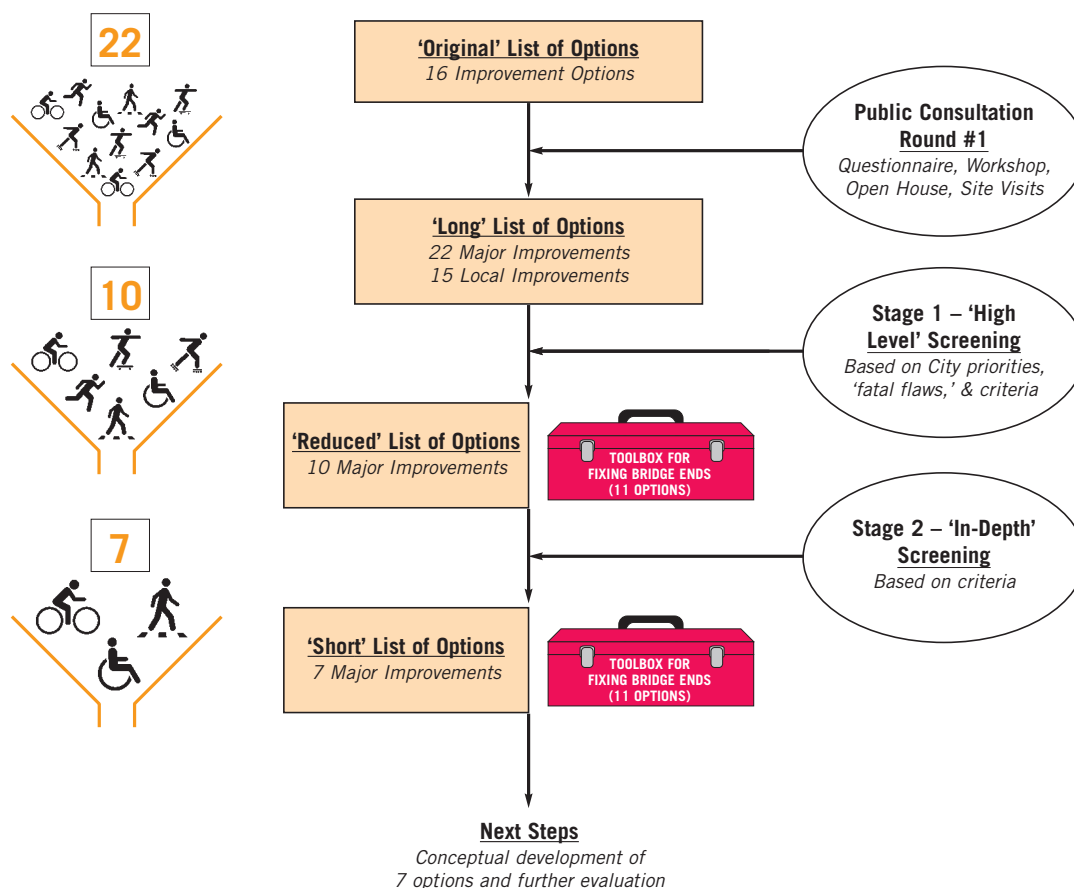 22
‘Original’ List of Options
16 Improvement Options
Public Consultation
Round #1
Questionnaire, Workshop,
Open House, Site Visits
‘Long’ List of Options
22 Major Improvements
15 Local Improvements
10
Stage 1 – ‘High
Level’ Screening
Based on City priorities,
‘fatal flaws,’ & criteria
‘Reduced’ List of Options
10 Major Improvements
TOOLBOX FOR
FIXING BRIDGE ENDS
(11 OPTIONS)
7
Stage 2 – ‘In-Depth’
Screening
Based on criteria
‘Short’ List of Options
7 Major Improvements
TOOLBOX FOR
FIXING BRIDGE ENDS
(11 OPTIONS)
Next Steps
Conceptual development of
7 options and further evaluation